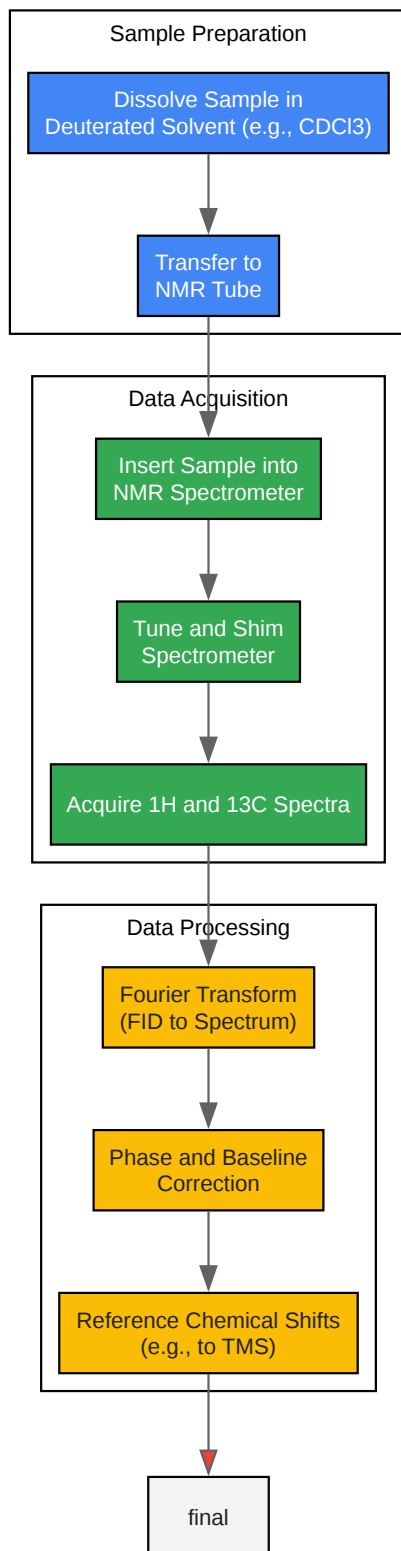 Sample Preparation
Dissolve Sample in
Deuterated Solvent (e.g., CDCl3)
Transfer to
NMR Tube
Data Acquisition
Insert Sample into
NMR Spectrometer
Tune and Shim
Spectrometer
Acquire 1H and 13C Spectra
Data Processing
Fourier Transform
(FID to Spectrum)
Phase and Baseline
Correction
Reference Chemical Shifts
(e.g., to TMS)
final